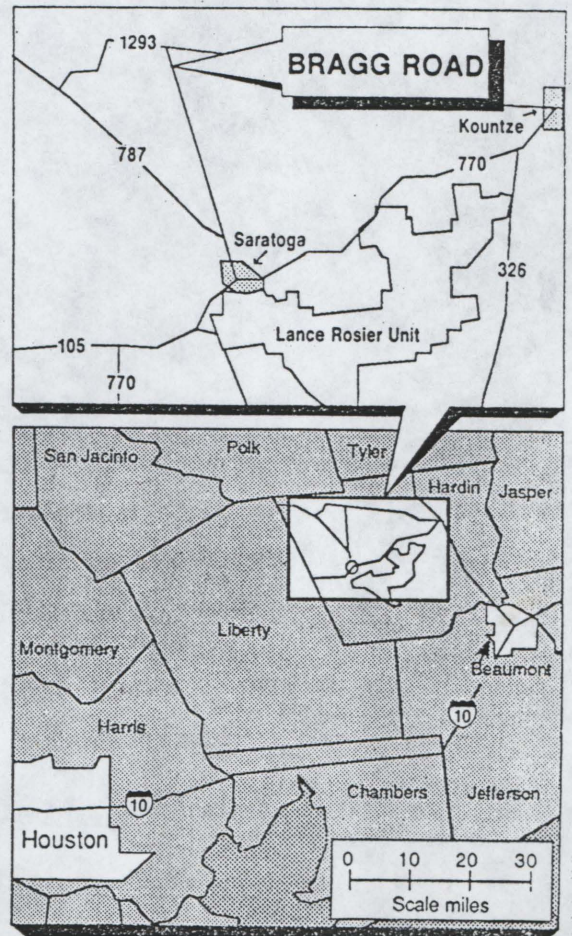 1293
BRAGG ROAD
Kountze
787
770
Saratoga
326
Lance Rosier Unit
105
770
San Jacinto
Polk
Tyler
Hardin
Jasper
Liberty
Montgomery
Beaumont
10
Harris
10
Chambers
Jefferson
Houston
0 10 20 30
Scale miles